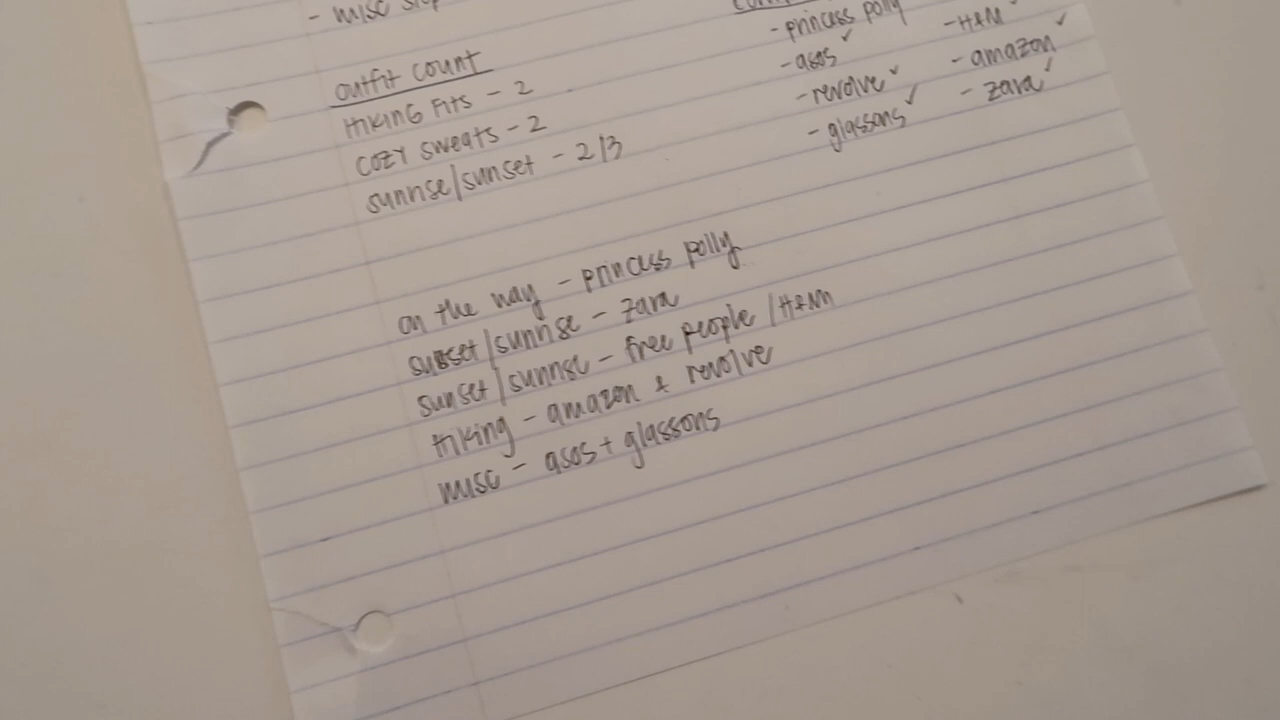 - misc
outfit count
HIKING FITS - 2
COZY SWEATS - 2
sunrise/sunset - 2/3
- princess polly
- asos ✓
- revolve ✓
- glassons ✓
- H&M ✓
- amazon ✓
- zara ✓
on the way - princess polly
sunset/sunrise - zara
sunset/sunrise - free people / H&M
HIKING - amazon & revolve
misc - asos + glassons